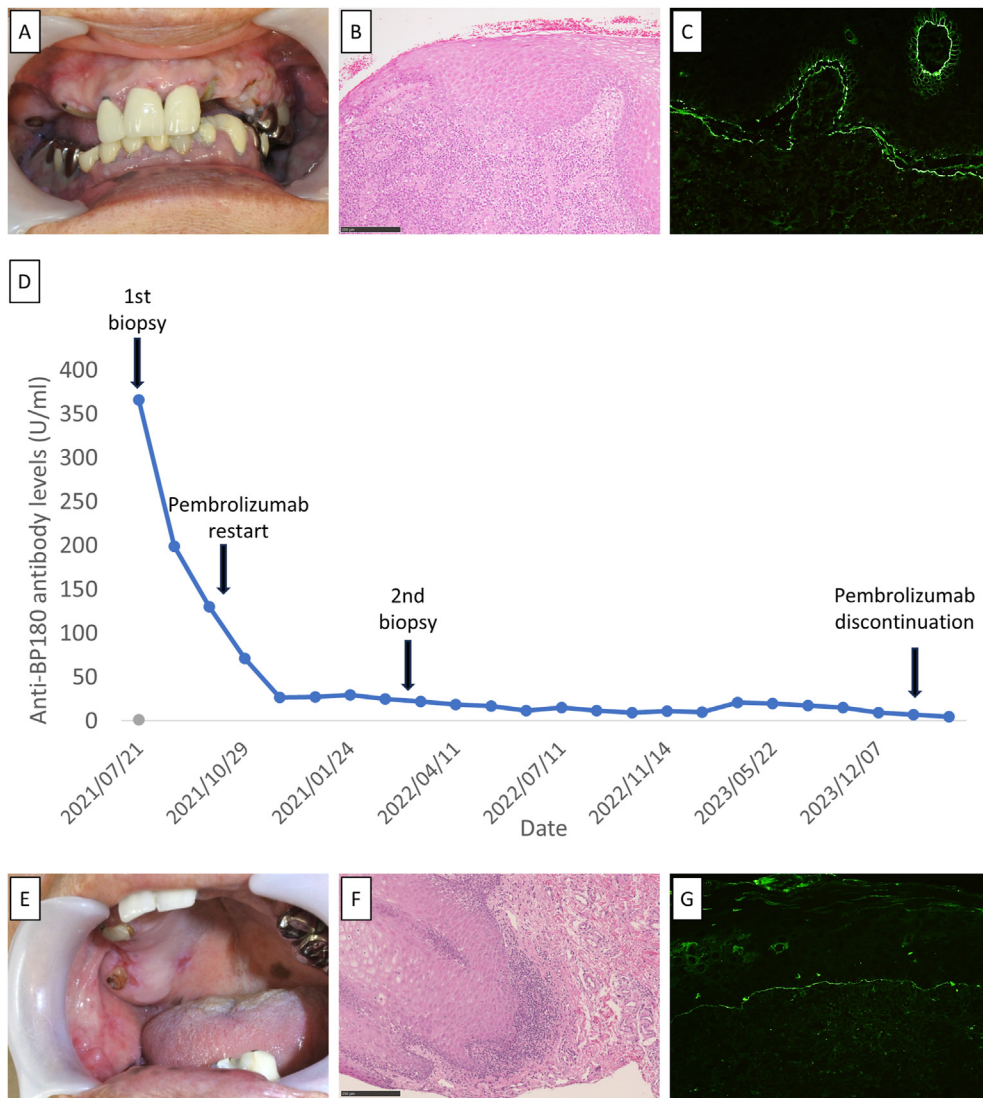 A
B
C
D
1st
biopsy
Anti-BP180 antibody levels (U/ml)
400
350
300
250
200
150
100
50
0
Pembrolizumab
restart
2nd
biopsy
Pembrolizumab
discontinuation
2021/07/21
2021/10/29
2021/01/24
2022/04/11
2022/07/11
2022/11/14
2023/05/22
2023/12/07
Date
E
F
G